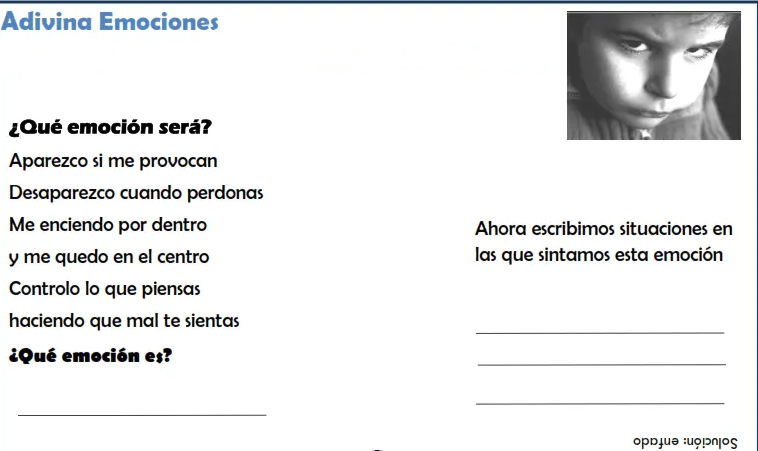 Adivina Emociones
¿Qué emoción será?
Aparezco si me provocan
Desaparezco cuando perdonas
Me enciendo por dentro
y me quedo en el centro
Controlo lo que piensas
haciendo que mal te sientas
¿Qué emoción es?
Ahora escribimos situaciones en
las que sintamos esta emoción
Solución: enfado